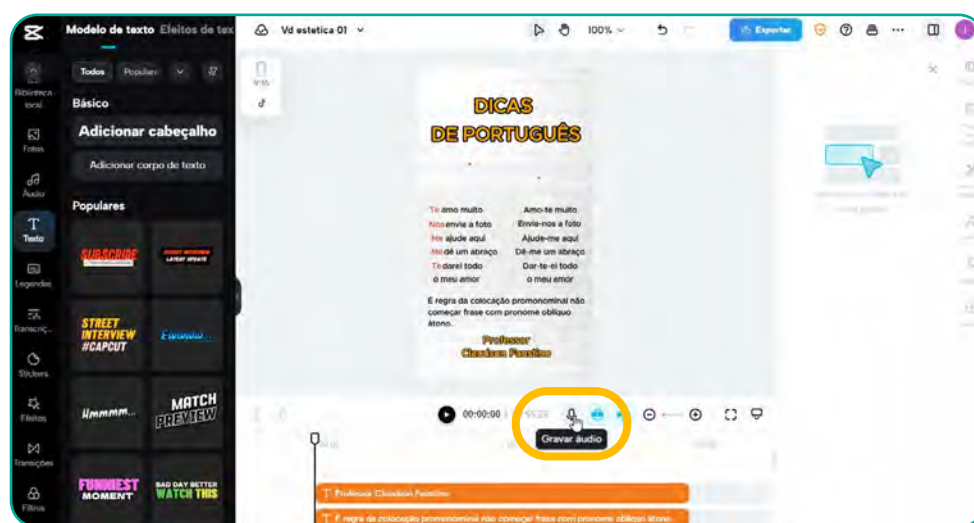 Modelo de texto Efeitos de tex
Vd estetica 01
100%
Exportar
Todos Populars
Biblioteca
local
Básico
Adicionar cabeçalho
Adicionar corpo de texto
Fotos
Áudio
Populares
Texto
SUBSCRIBE
LATEST UPDATE
Legendas
STREET
INTERVIEW
#CAPCUT
Transcriç...
Stickers
Hmmmm...
MATCH
PREVIEW
Efeitos
Transições
FUNNIEST
MOMENT
BAD DAY BETTER
WATCH THIS
Filtros
DICAS
DE PORTUGUÊS
Te amo muito Amo-te muito
Nos envie a foto Envie-nos a foto
Me ajude aqui Ajude-me aqui
Me dê um abraço Dê-me um abraço
Te darei todo Dar-te-ei todo
o meu amor o meu amor
É regra da colocação promonominal não
começar frase com pronome oblíquo
átono.
Professor
Claudson Faustino
00:00:00
Gravar áudio
Professor Claudson Faustino
É regra da colocação promonominal não começar frase com pronome oblíquo átono.